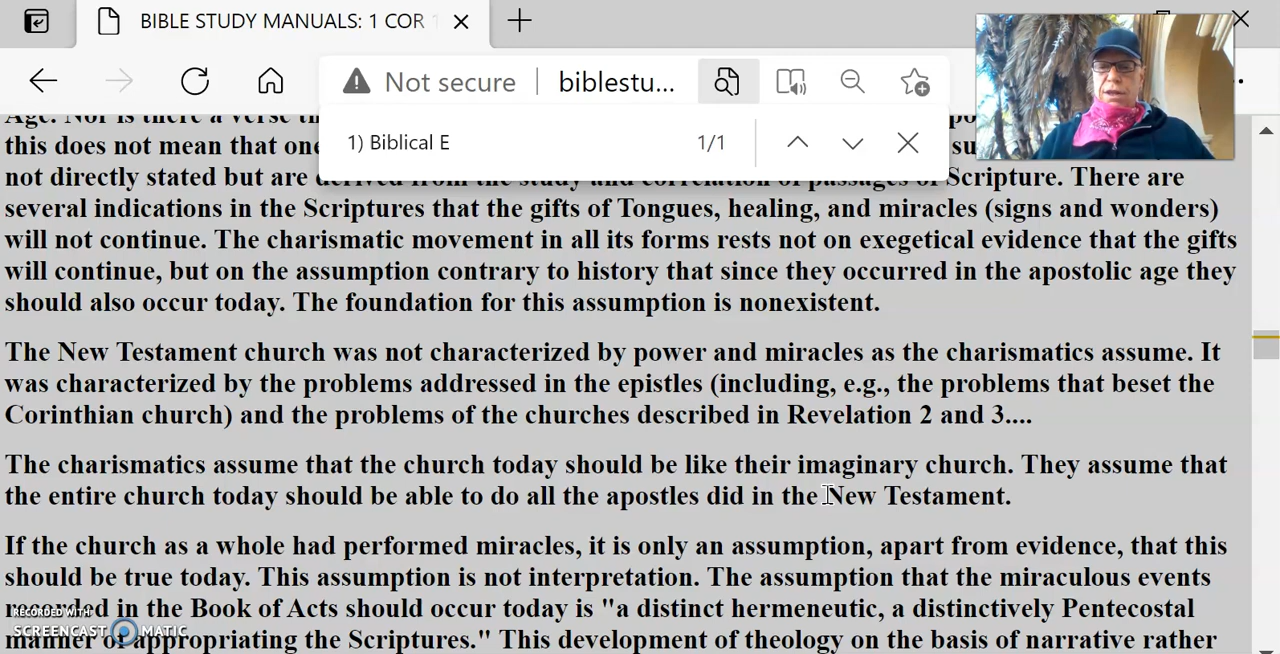 BIBLE STUDY MANUALS: 1 COR 1
Not secure | biblestu...
1) Biblical E 1/1
Age. Nor is there a verse
this does not mean that one
not directly stated but are derived from the study and correlation of passages of Scripture. There are
several indications in the Scriptures that the gifts of Tongues, healing, and miracles (signs and wonders)
will not continue. The charismatic movement in all its forms rests not on exegetical evidence that the gifts
will continue, but on the assumption contrary to history that since they occurred in the apostolic age they
should also occur today. The foundation for this assumption is nonexistent.
The New Testament church was not characterized by power and miracles as the charismatics assume. It
was characterized by the problems addressed in the epistles (including, e.g., the problems that beset the
Corinthian church) and the problems of the churches described in Revelation 2 and 3....
The charismatics assume that the church today should be like their imaginary church. They assume that
the entire church today should be able to do all the apostles did in the New Testament.
If the church as a whole had performed miracles, it is only an assumption, apart from evidence, that this
should be true today. This assumption is not interpretation. The assumption that the miraculous events
recorded in the Book of Acts should occur today is "a distinct hermeneutic, a distinctively Pentecostal
manner of appropriating the Scriptures." This development of theology on the basis of narrative rather
RECORDED WITH
SCREENCAST MATIC